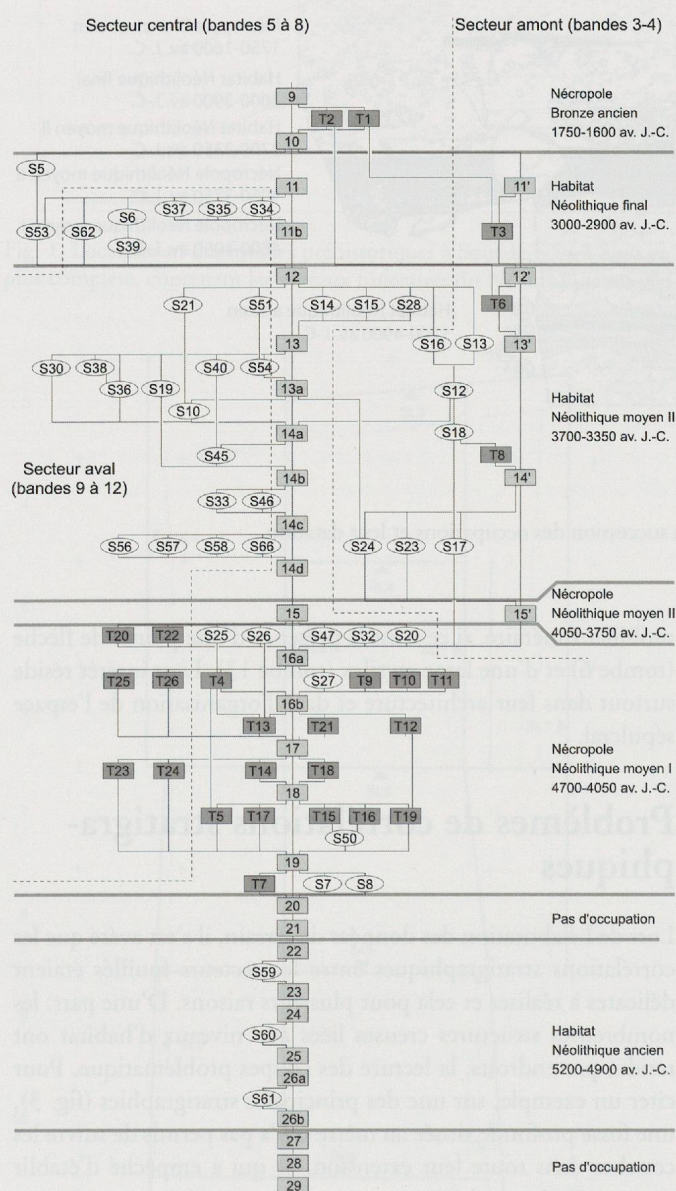 Secteur central (bandes 5 à 8)
Secteur amont (bandes 3-4)
9
T2 T1
10
Nécropole
Bronze ancien
1750-1600 av. J.-C.
S5
11
11'
S37 S35 S34
S6
S53 S62
11b
S39
T3
Habitat
Néolithique final
3000-2900 av. J.-C.
12
12'
S21 S51 S14 S15 S28
T6
13
S16 S13
13'
S30 S38 S40 S54
S36 S19
13a
S12
S10
14a
S18
S45
T8
Habitat
Néolithique moyen II
3700-3350 av. J.-C.
Secteur aval
(bandes 9 à 12)
14b
14'
S33 S46
14c
S56 S57 S58 S66
S24 S23 S17
14d
15
15'
Nécropole
Néolithique moyen II
4050-3750 av. J.-C.
T20 T22 S25 S26 S47 S32 S20
16a
T25 T26 T4 S27 T9 T10 T11
16b
T13 T21 T12
17
T23 T24 T14 T18
18
T5 T17 T15 T16 T19
S50
19
T7 S7 S8
Nécropole
Néolithique moyen I
4700-4050 av. J.-C.
20
21
Pas d'occupation
22
S59
23
24
S60
25
26a
S61
26b
Habitat
Néolithique ancien
5200-4900 av. J.-C.
27
28
29
Pas d'occupation